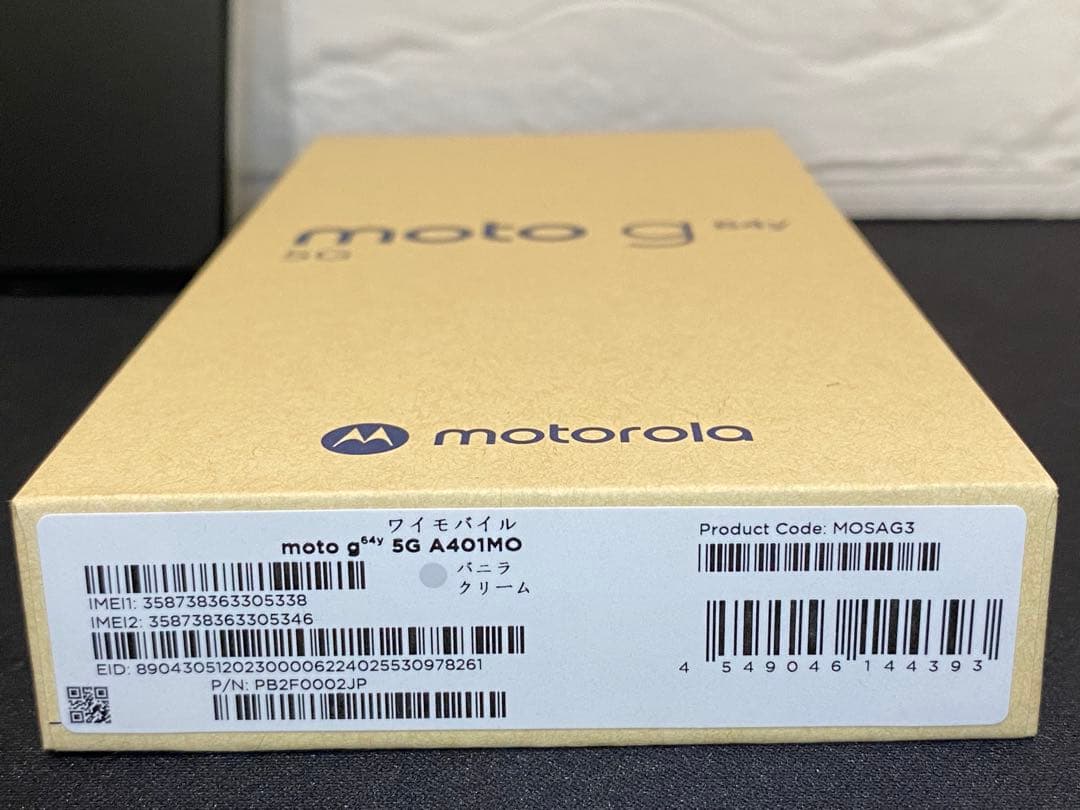 moto g 64y
5G
motorola
ワイモバイル
moto g64y 5G A401MO
バニラ
クリーム
IMEI1: 358738363305338
IMEI2: 358738363305346
EID: 89043051202300006224025530978261
P/N: PB2F0002JP
Product Code: MOSAG3
4 549046 144393